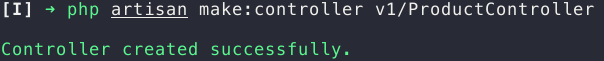 [I] → php artisan make:controller v1/ProductController
Controller created successfully.